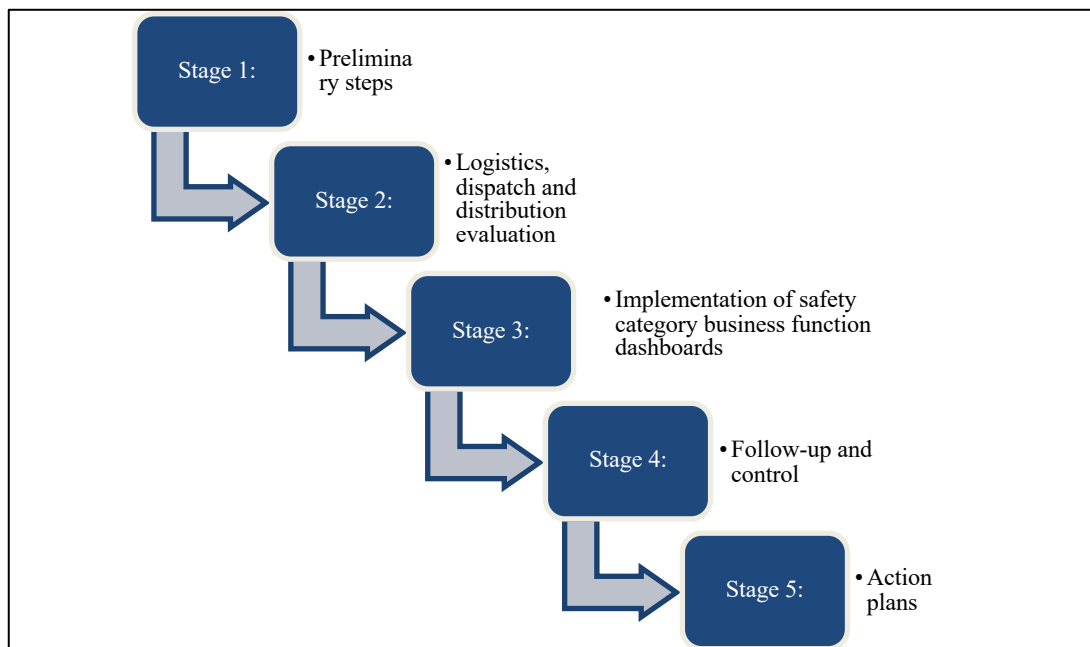 Stage 1:
• Prelimina
ry steps
Stage 2:
• Logistics,
dispatch and
distribution
evaluation
Stage 3:
• Implementation of safety
category business function
dashboards
Stage 4:
• Follow-up and
control
Stage 5:
• Action
plans